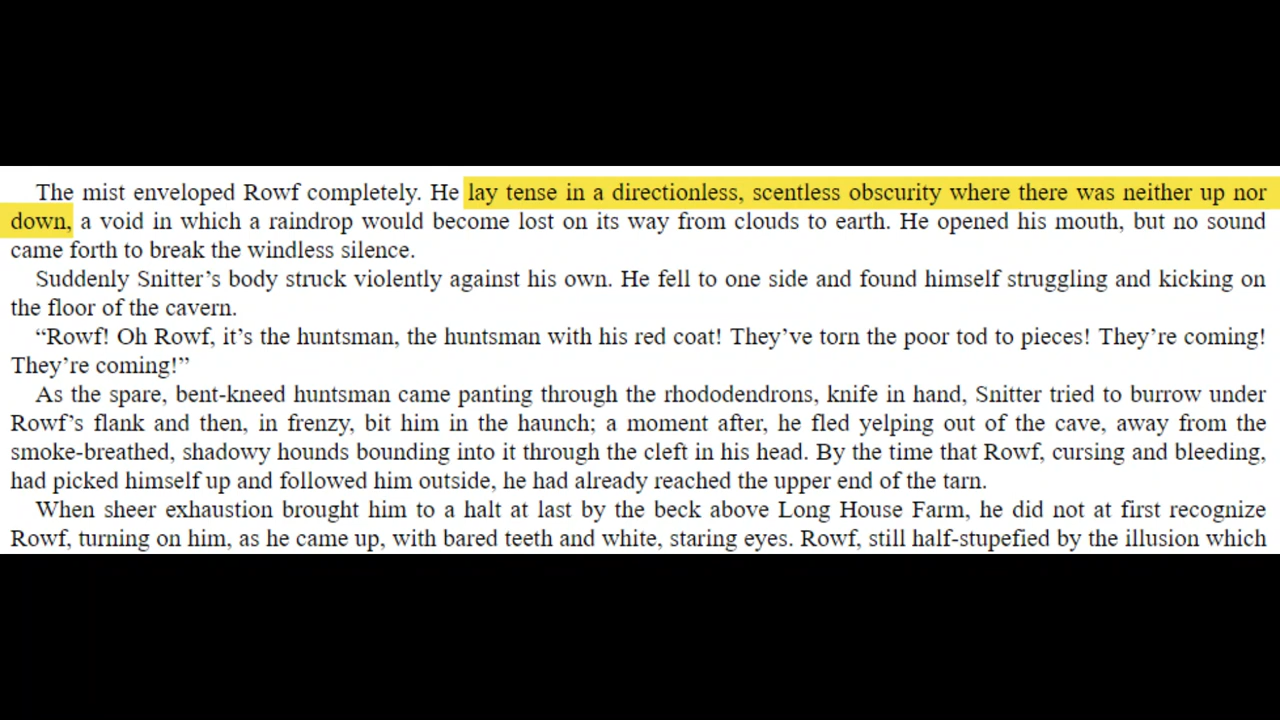 The mist enveloped Rowf completely. He lay tense in a directionless, scentless obscurity where there was neither up nor
down, a void in which a raindrop would become lost on its way from clouds to earth. He opened his mouth, but no sound
came forth to break the windless silence.
Suddenly Snitter’s body struck violently against his own. He fell to one side and found himself struggling and kicking on
the floor of the cavern.
“Rowf! Oh Rowf, it’s the huntsman, the huntsman with his red coat! They’ve torn the poor tod to pieces! They’re coming!
They’re coming!”
As the spare, bent-kneed huntsman came panting through the rhododendrons, knife in hand, Snitter tried to burrow under
Rowf’s flank and then, in frenzy, bit him in the haunch; a moment after, he fled yelping out of the cave, away from the
smoke-breathed, shadowy hounds bounding into it through the cleft in his head. By the time that Rowf, cursing and bleeding,
had picked himself up and followed him outside, he had already reached the upper end of the tarn.
When sheer exhaustion brought him to a halt at last by the beck above Long House Farm, he did not at first recognize
Rowf, turning on him, as he came up, with bared teeth and white, staring eyes. Rowf, still half-stupefied by the illusion which